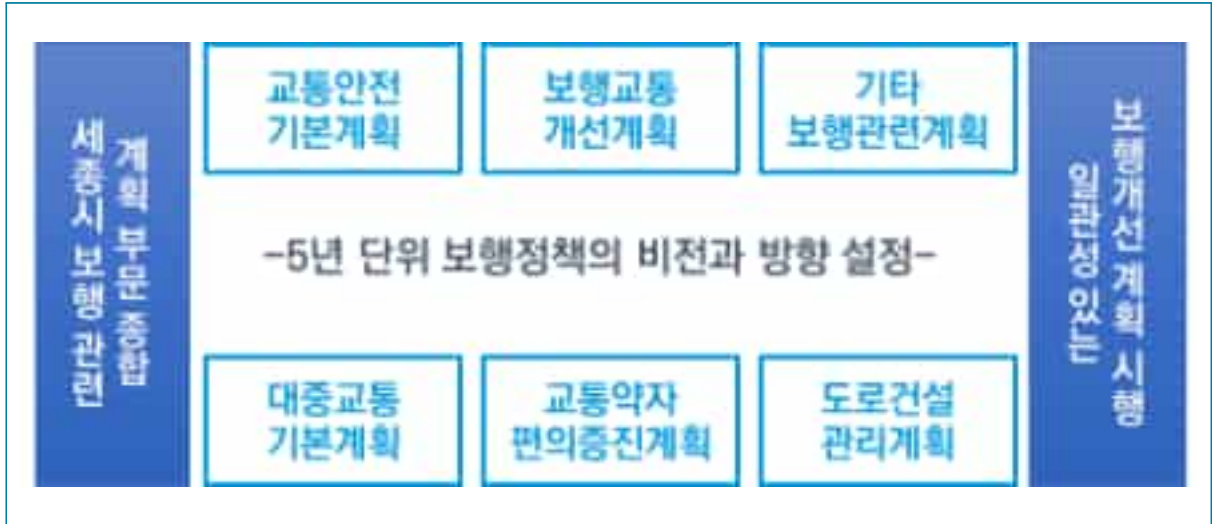 세종시 보행 관련
계획 부문 종합
교통안전
기본계획
보행교통
개선계획
기타
보행관련계획
-5년 단위 보행정책의 비전과 방향 설정-
대중교통
기본계획
교통약자
편의증진계획
도로건설
관리계획
일관성 있는
보행개선 계획 시행